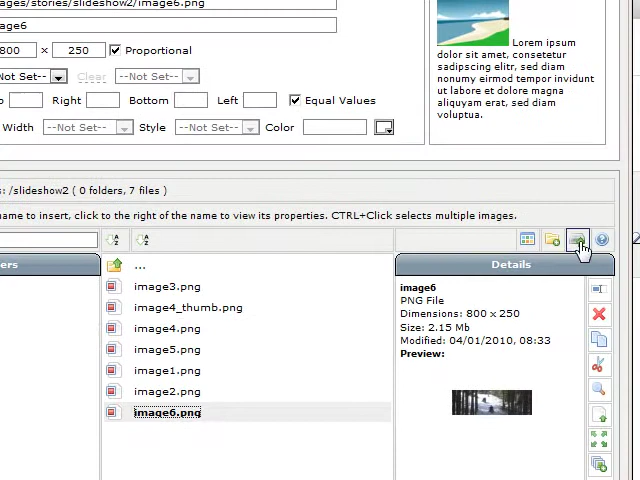 ages/stories/slideshow2/image6.png
age6
800 x 250 Proportional
Not Set-- Clear --Not Set--
p Right Bottom Left Equal Values
Width --Not Set-- Style --Not Set-- Color
Lorem ipsum
dolor sit amet, consetetur
sadipscing elitr, sed diam
nonumy eirmod tempor invidunt
ut labore et dolore magna
aliquyam erat, sed diam
voluptua.
s: /slideshow2 ( 0 folders, 7 files )
name to insert, click to the right of the name to view its properties. CTRL+Click selects multiple images.
ers
...
image3.png
image4_thumb.png
image4.png
image5.png
image1.png
image2.png
image6.png
Details
image6
PNG File
Dimensions: 800 x 250
Size: 2.15 Mb
Modified: 04/01/2010, 08:33
Preview: